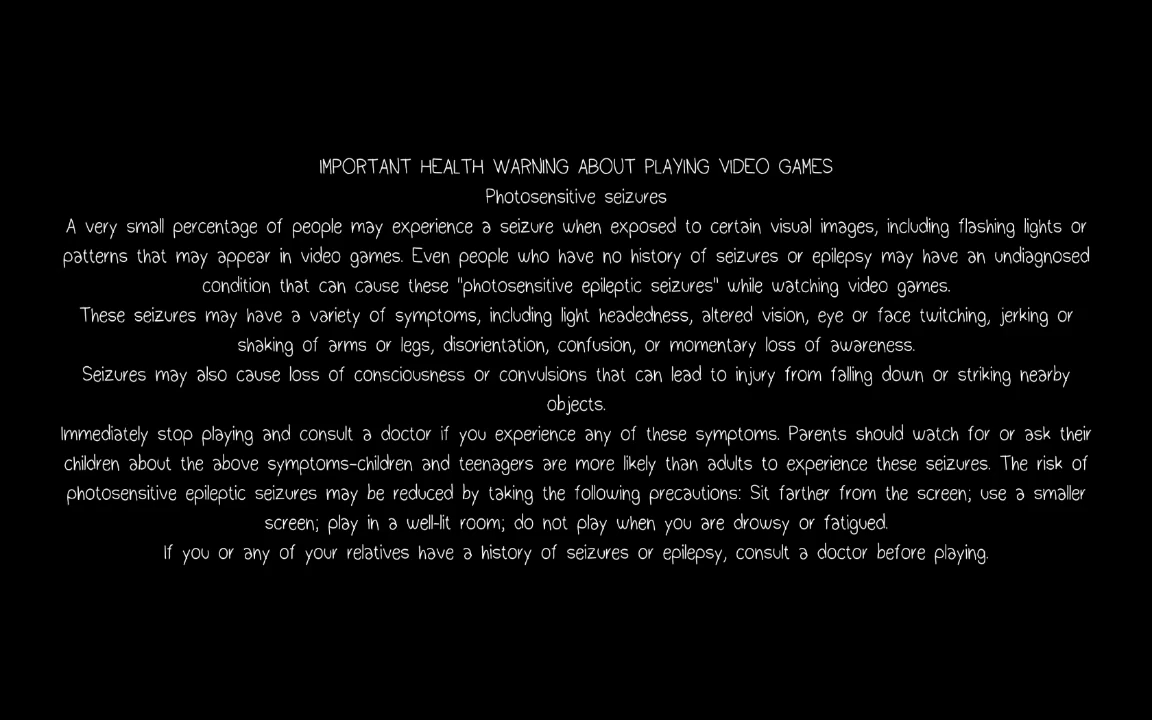 IMPORTANT HEALTH WARNING ABOUT PLAYING VIDEO GAMES
Photosensitive seizures
A very small percentage of people may experience a seizure when exposed to certain visual images, including flashing lights or
patterns that may appear in video games. Even people who have no history of seizures or epilepsy may have an undiagnosed
condition that can cause these "photosensitive epileptic seizures" while watching video games.
These seizures may have a variety of symptoms, including light headedness, altered vision, eye or face twitching, jerking or
shaking of arms or legs, disorientation, confusion, or momentary loss of awareness.
Seizures may also cause loss of consciousness or convulsions that can lead to injury from falling down or striking nearby
objects.
Immediately stop playing and consult a doctor if you experience any of these symptoms. Parents should watch for or ask their
children about the above symptoms-children and teenagers are more likely than adults to experience these seizures. The risk of
photosensitive epileptic seizures may be reduced by taking the following precautions: Sit farther from the screen; use a smaller
screen; play in a well-lit room; do not play when you are drowsy or fatigued.
If you or any of your relatives have a history of seizures or epilepsy, consult a doctor before playing.